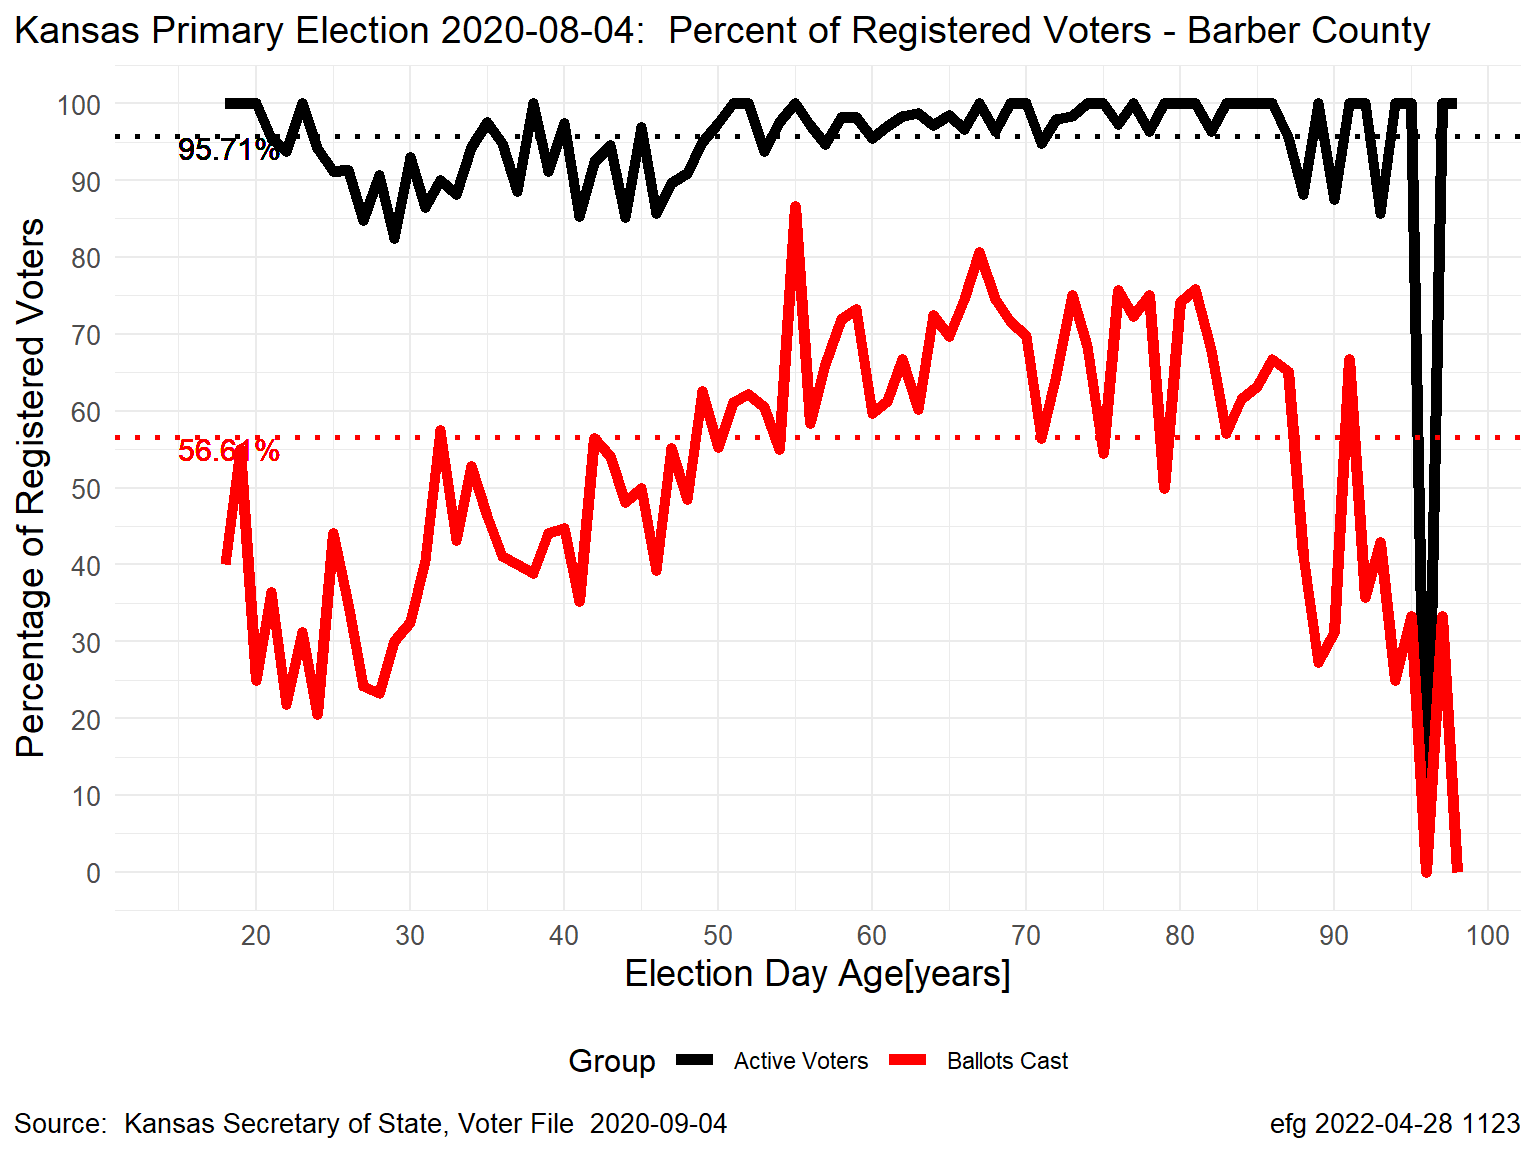 Kansas Primary Election 2020-08-04:  Percent of Registered Voters - Barber County
Percentage of Registered Voters
100
90
80
70
60
50
40
30
20
10
0
95.71%
56.61%
20 30 40 50 60 70 80 90 100
Election Day Age[years]
Group Active Voters Ballots Cast
Source:  Kansas Secretary of State, Voter File  2020-09-04
efg 2022-04-28 1123